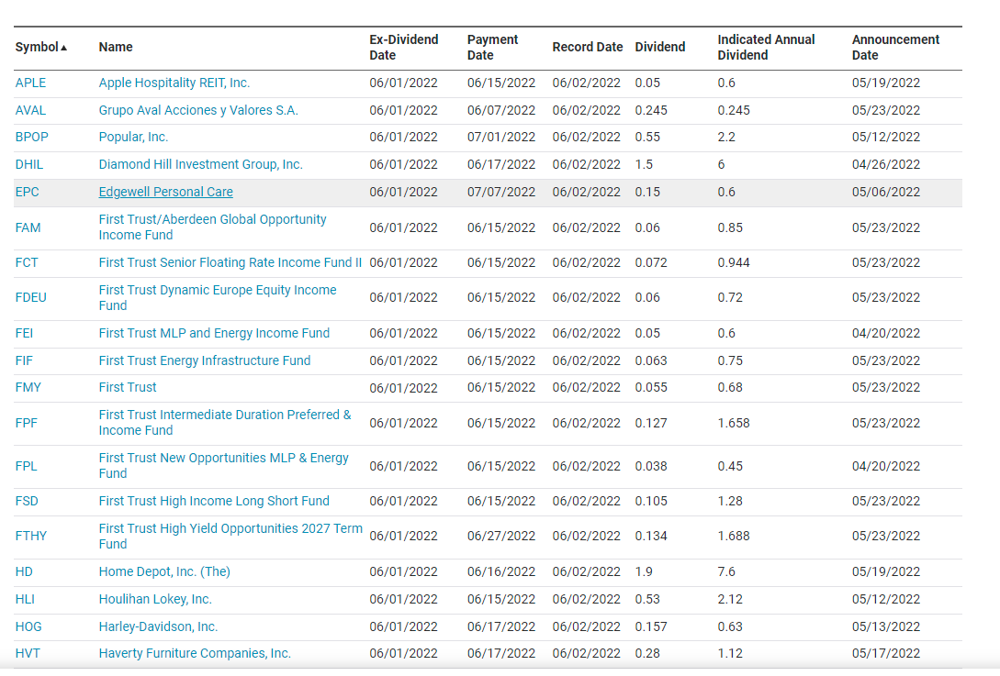 Symbol▲ Name Ex-Dividend Date Payment Date Record Date Dividend Indicated Annual Dividend Announcement Date
APLE Apple Hospitality REIT, Inc. 06/01/2022 06/15/2022 06/02/2022 0.05 0.6 05/19/2022
AVAL Grupo Aval Acciones y Valores S.A. 06/01/2022 06/07/2022 06/02/2022 0.245 0.245 05/23/2022
BPOP Popular, Inc. 06/01/2022 07/01/2022 06/02/2022 0.55 2.2 05/12/2022
DHIL Diamond Hill Investment Group, Inc. 06/01/2022 06/17/2022 06/02/2022 1.5 6 04/26/2022
EPC Edgewell Personal Care 06/01/2022 07/07/2022 06/02/2022 0.15 0.6 05/06/2022
FAM First Trust/Aberdeen Global Opportunity Income Fund 06/01/2022 06/15/2022 06/02/2022 0.06 0.85 05/23/2022
FCT First Trust Senior Floating Rate Income Fund II 06/01/2022 06/15/2022 06/02/2022 0.072 0.944 05/23/2022
FDEU First Trust Dynamic Europe Equity Income Fund 06/01/2022 06/15/2022 06/02/2022 0.06 0.72 05/23/2022
FEI First Trust MLP and Energy Income Fund 06/01/2022 06/15/2022 06/02/2022 0.05 0.6 04/20/2022
FIF First Trust Energy Infrastructure Fund 06/01/2022 06/15/2022 06/02/2022 0.063 0.75 05/23/2022
FMY First Trust 06/01/2022 06/15/2022 06/02/2022 0.055 0.68 05/23/2022
FPF First Trust Intermediate Duration Preferred & Income Fund 06/01/2022 06/15/2022 06/02/2022 0.127 1.658 05/23/2022
FPL First Trust New Opportunities MLP & Energy Fund 06/01/2022 06/15/2022 06/02/2022 0.038 0.45 04/20/2022
FSD First Trust High Income Long Short Fund 06/01/2022 06/15/2022 06/02/2022 0.105 1.28 05/23/2022
FTHY First Trust High Yield Opportunities 2027 Term Fund 06/01/2022 06/27/2022 06/02/2022 0.134 1.688 05/23/2022
HD Home Depot, Inc. (The) 06/01/2022 06/16/2022 06/02/2022 1.9 7.6 05/19/2022
HLI Houlihan Lokey, Inc. 06/01/2022 06/15/2022 06/02/2022 0.53 2.12 05/12/2022
HOG Harley-Davidson, Inc. 06/01/2022 06/17/2022 06/02/2022 0.157 0.63 05/13/2022
HVT Haverty Furniture Companies, Inc. 06/01/2022 06/17/2022 06/02/2022 0.28 1.12 05/17/2022